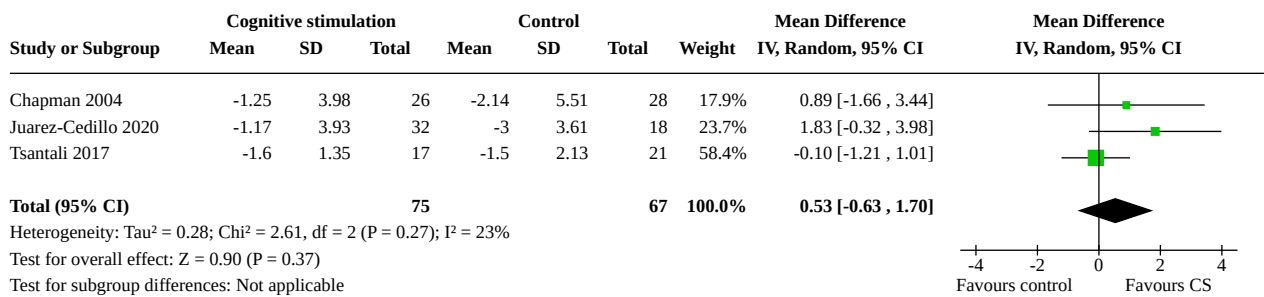 Cognitive stimulation Control Mean Difference Mean Difference
Study or Subgroup Mean SD Total Mean SD Total Weight IV, Random, 95% CI IV, Random, 95% CI
Chapman 2004 -1.25 3.98 26 -2.14 5.51 28 17.9% 0.89 [-1.66 , 3.44]
Juarez-Cedillo 2020 -1.17 3.93 32 -3 3.61 18 23.7% 1.83 [-0.32 , 3.98]
Tsantali 2017 -1.6 1.35 17 -1.5 2.13 21 58.4% -0.10 [-1.21 , 1.01]
Total (95% CI) 75 67 100.0% 0.53 [-0.63 , 1.70]
Heterogeneity: Tau² = 0.28; Chi² = 2.61, df = 2 (P = 0.27); I² = 23%
Test for overall effect: Z = 0.90 (P = 0.37) -4 -2 0 2 4
Test for subgroup differences: Not applicable Favours control Favours CS